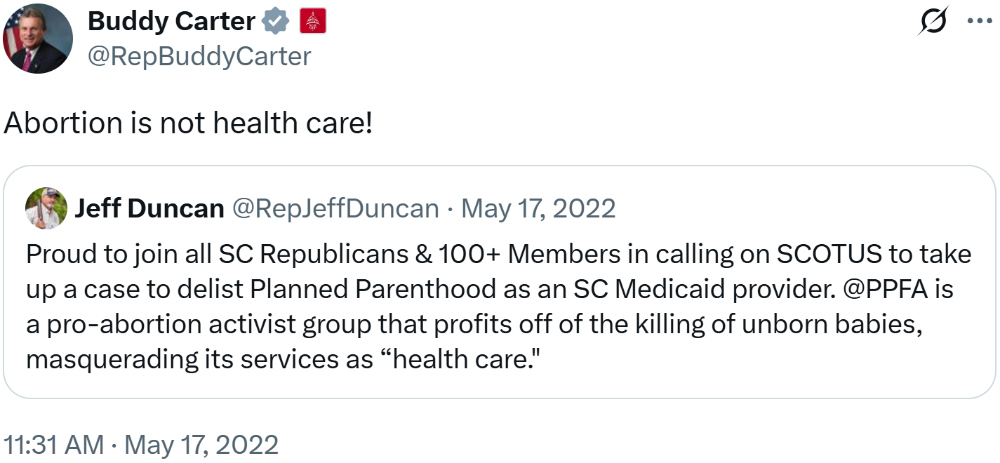 Buddy Carter
@RepBuddyCarter
Abortion is not health care!
Jeff Duncan @RepJeffDuncan · May 17, 2022
Proud to join all SC Republicans & 100+ Members in calling on SCOTUS to take
up a case to delist Planned Parenthood as an SC Medicaid provider. @PPFA is
a pro-abortion activist group that profits off of the killing of unborn babies,
masquerading its services as “health care."
11:31 AM · May 17, 2022